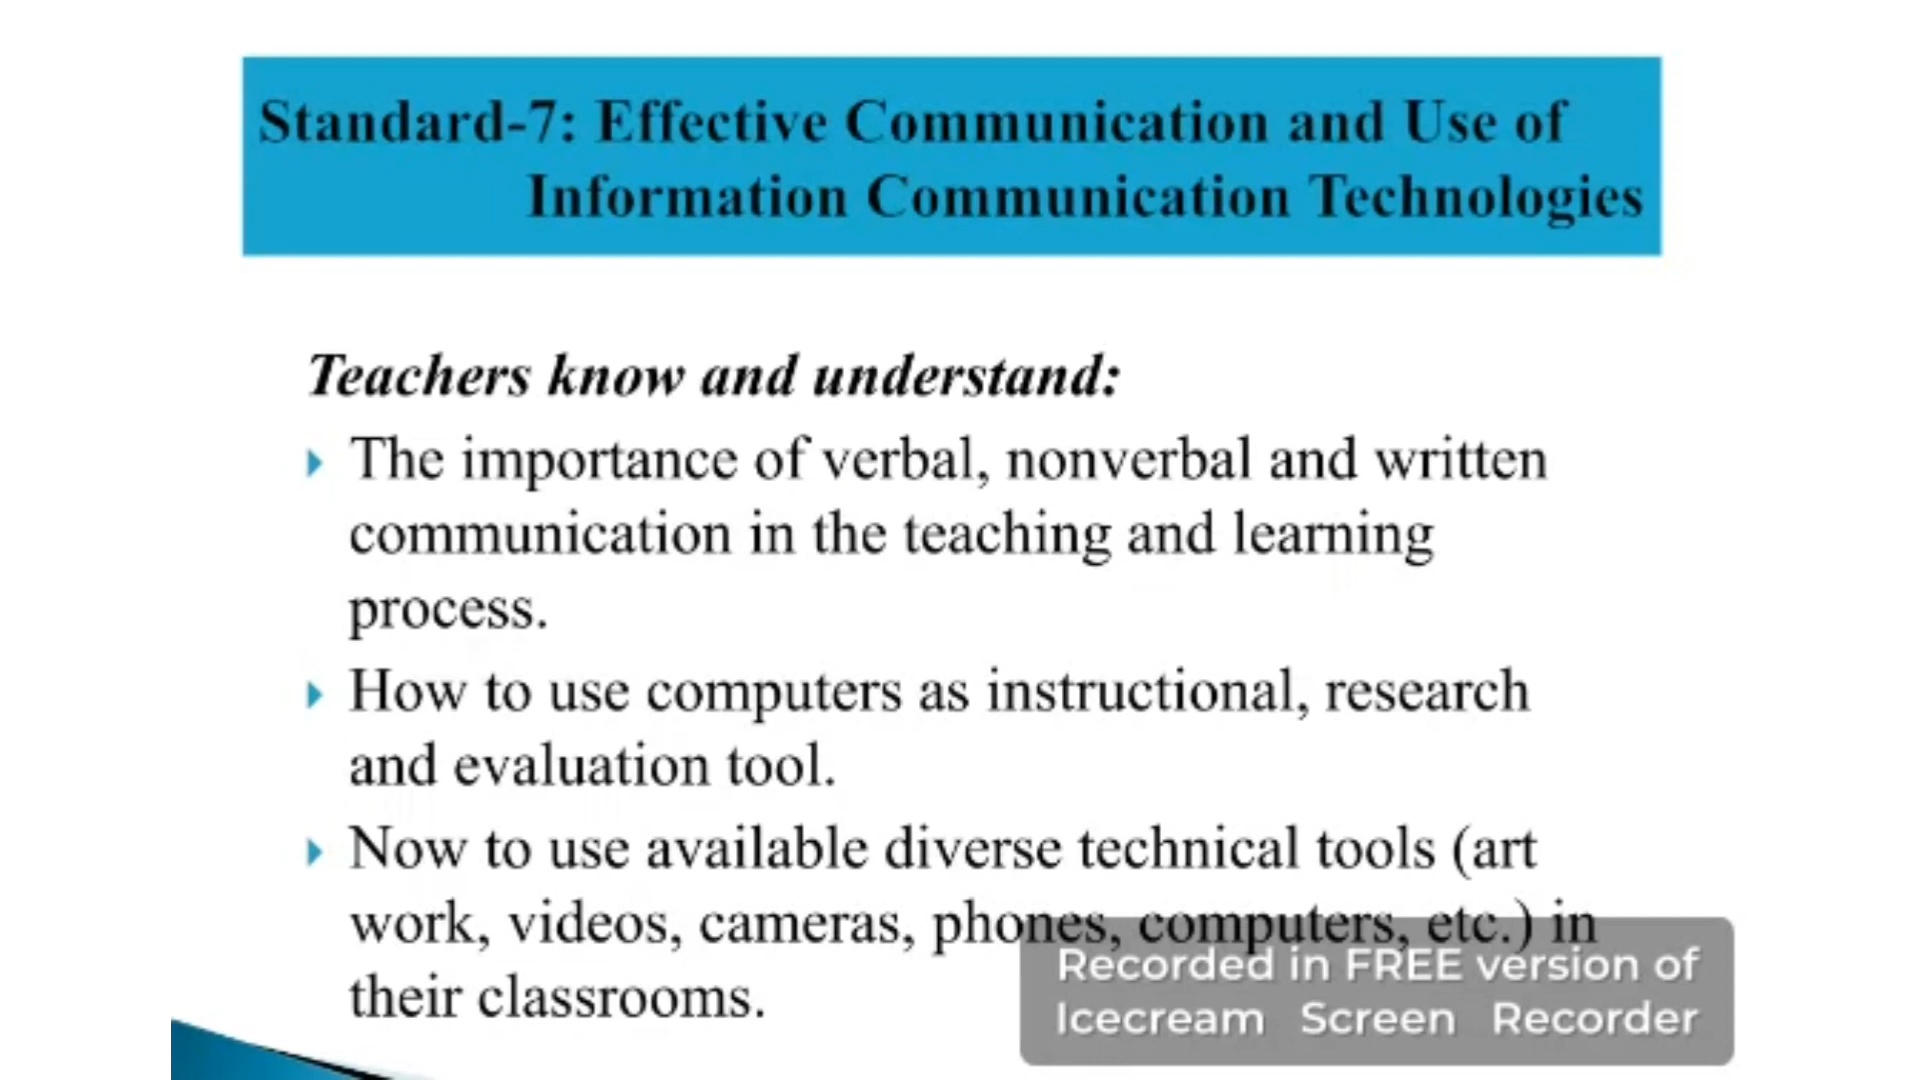 Standard-7: Effective Communication and Use of
Information Communication Technologies
Teachers know and understand:
The importance of verbal, nonverbal and written
communication in the teaching and learning
process.
How to use computers as instructional, research
and evaluation tool.
Now to use available diverse technical tools (art
work, videos, cameras, phones, computers, etc.) in
their classrooms.
Recorded in FREE version of
Icecream Screen Recorder